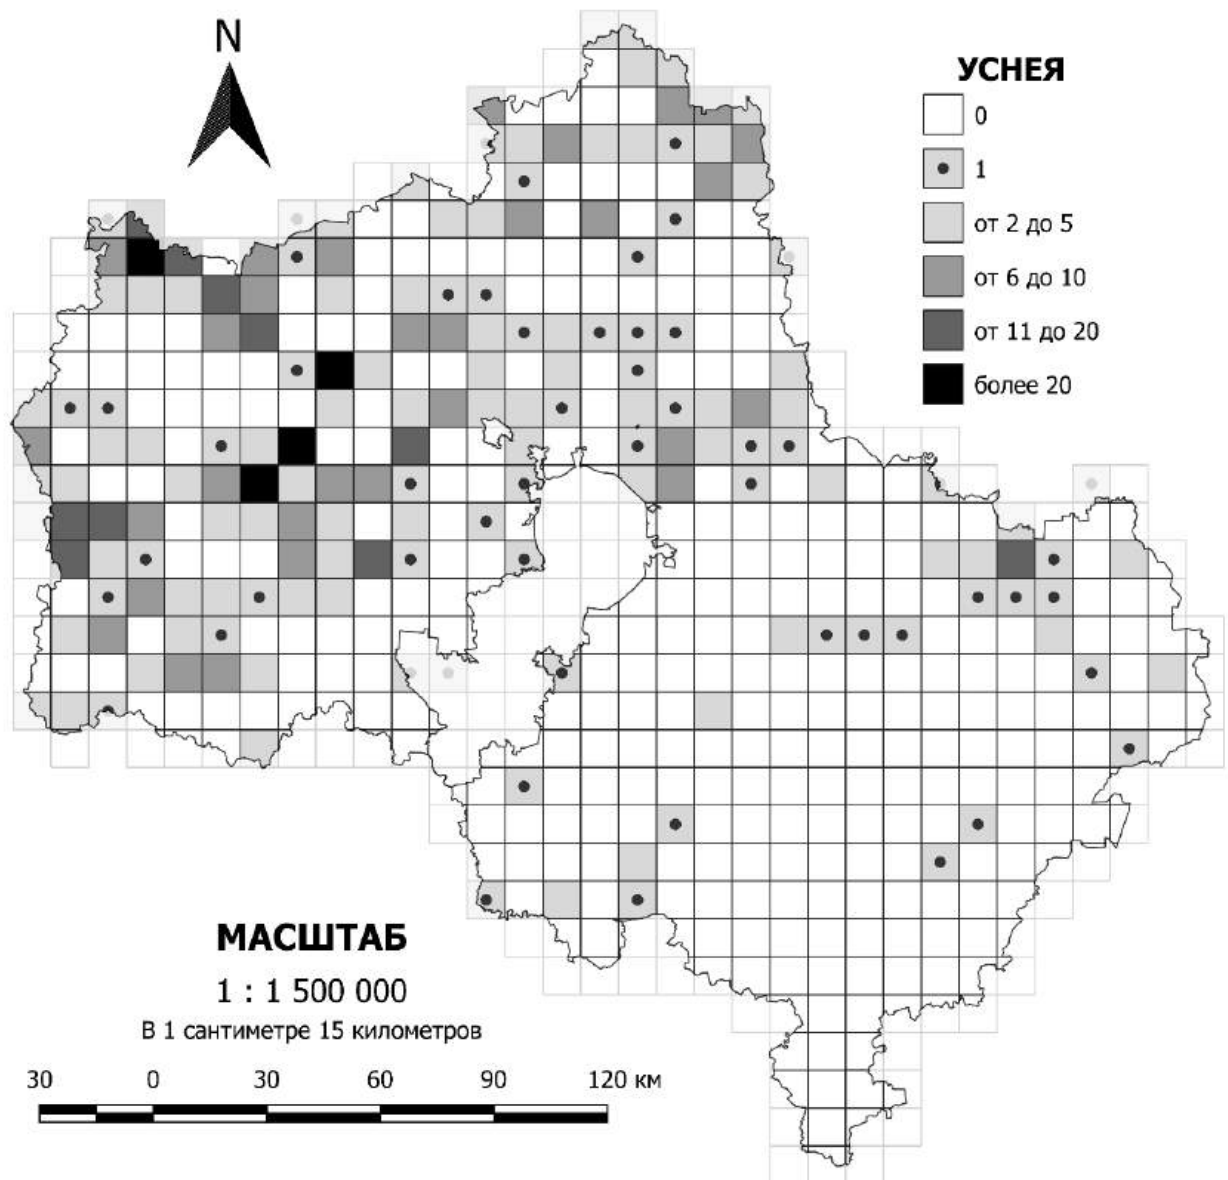 N
УСНЕЯ
0
1
от 2 до 5
от 6 до 10
от 11 до 20
более 20
МАСШТАБ
1 : 1 500 000
В 1 сантиметре 15 километров
30 0 30 60 90 120 км